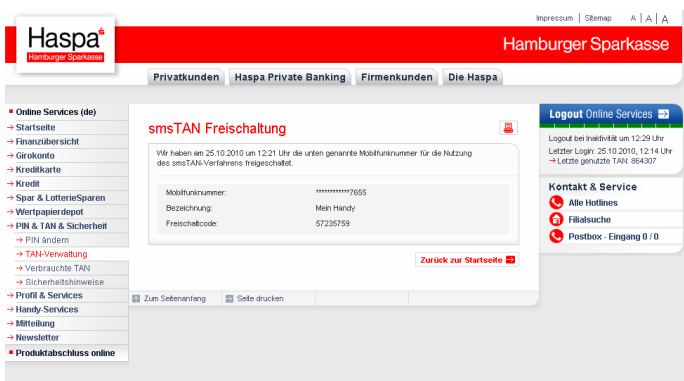 Impressum | Sitemap A | A | A
Haspa
Hamburger Sparkasse
Hamburger Sparkasse
Privatkunden Haspa Private Banking Firmenkunden Die Haspa
Online Services (de)
Startseite
Finanzübersicht
Girokonto
Kreditkarte
Kredit
Spar & LotterieSparen
Wertpapierdepot
PIN & TAN & Sicherheit
PIN ändern
TAN-Verwaltung
Verbrauchte TAN
Sicherheitshinweise
Profil & Services
Handy-Services
Mitteilung
Newsletter
Produktabschluss online
smsTAN Freischaltung
Wir haben am 25.10.2010 um 12:21 Uhr die unten genannte Mobilfunknummer für die Nutzung
des smsTAN-Verfahrens freigeschaltet.
Mobilfunknummer: ************7655
Bezeichnung: Mein Handy
Freischaltcode: 57235759
Zurück zur Startseite
Zum Seitenanfang Seite drucken
Logout Online Services
Logout bei Inaktivität um 12:29 Uhr
Letzter Login: 25.10.2010, 12:14 Uhr
Letzte genutzte TAN: 864307
Kontakt & Service
Alle Hotlines
Filialsuche
Postbox - Eingang 0 / 0